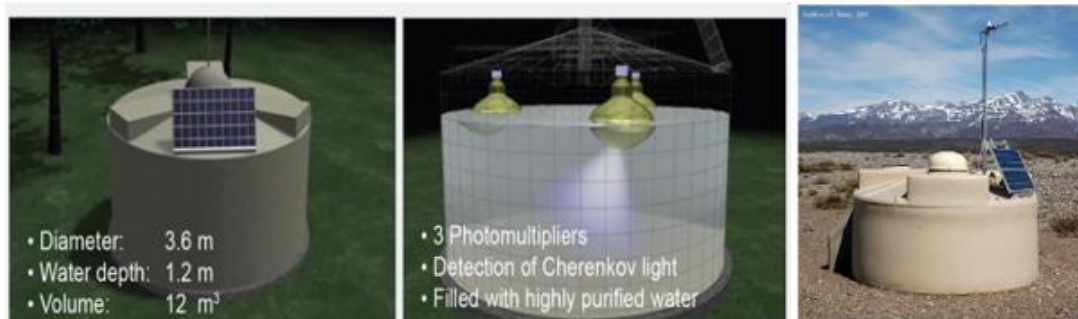 • Diameter: 3.6 m
• Water depth: 1.2 m
• Volume: 12 m³
• 3 Photomultipliers
• Detection of Cherenkov light
• Filled with highly purified water